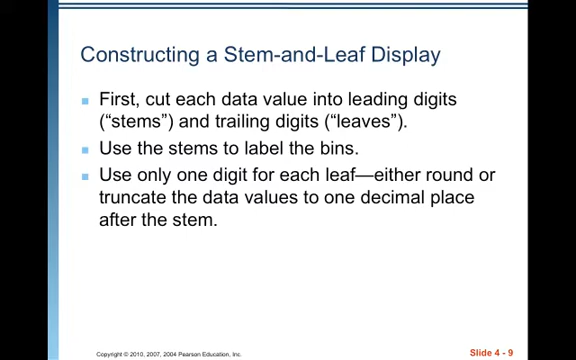 Constructing a Stem-and-Leaf Display
First, cut each data value into leading digits
(“stems”) and trailing digits (“leaves”).
Use the stems to label the bins.
Use only one digit for each leaf—either round or
truncate the data values to one decimal place
after the stem.
Copyright © 2010, 2007, 2004 Pearson Education, Inc.
Slide 4 - 9